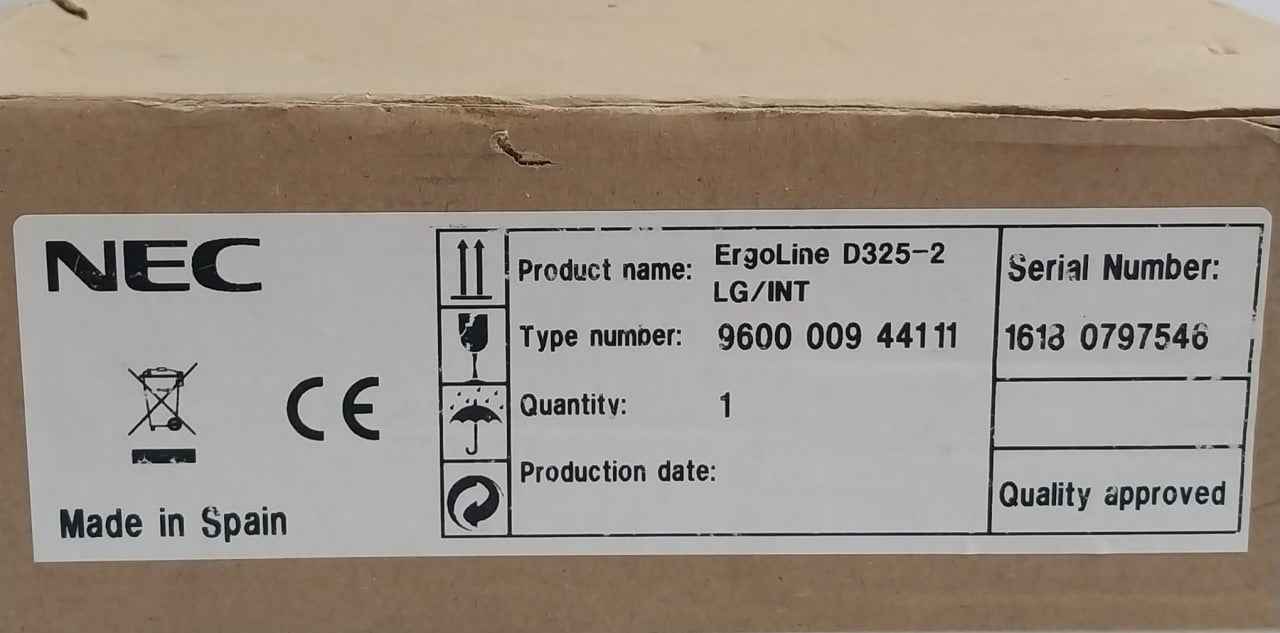 NEC
CE
Made in Spain
Product name: ErgoLine D325-2
LG/INT
Type number: 9600 009 44111
Quantity: 1
Production date:
Serial Number:
1618 0797546
Quality approved